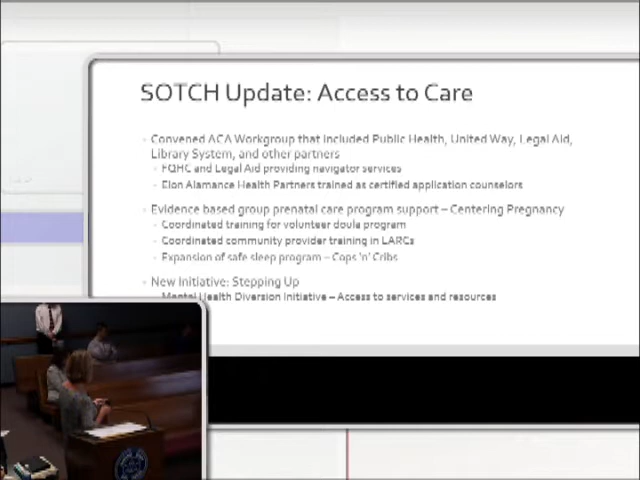 SOTCH Update: Access to Care
Convened ACA Workgroup that included Public Health, United Way, Legal Aid,
Library System, and other partners
FQHC and Legal Aid providing navigator services
Elon Alamance Health Partners trained as certified application counselors
Evidence based group prenatal care program support – Centering Pregnancy
Coordinated training for volunteer doula program
Coordinated community provider training in LARCs
Expansion of safe sleep program – Cops 'n' Cribs
New Initiative: Stepping Up
Mental Health Diversion Initiative – Access to services and resources